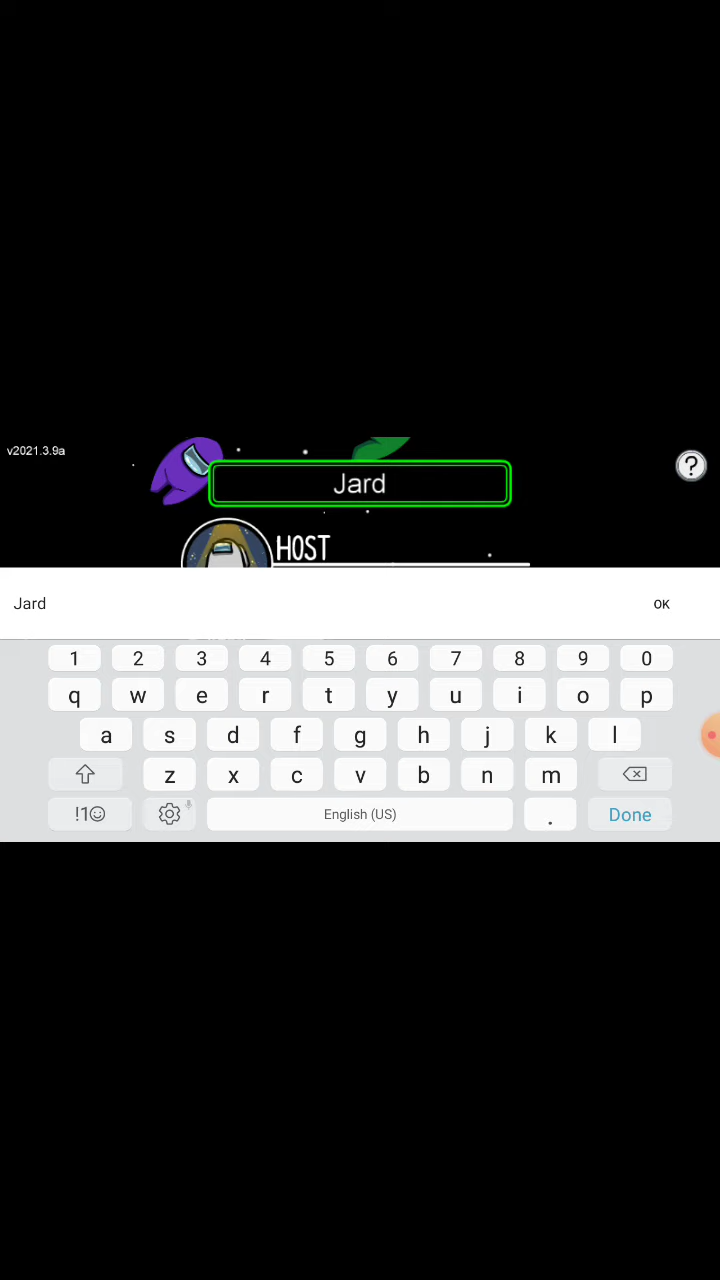 v2021.3.9a
?
Jard
HOST
Jard
OK
1 2 3 4 5 6 7 8 9 0
q w e r t y u i o p
a s d f g h j k l
z x c v b n m
!1☺ English (US) . Done